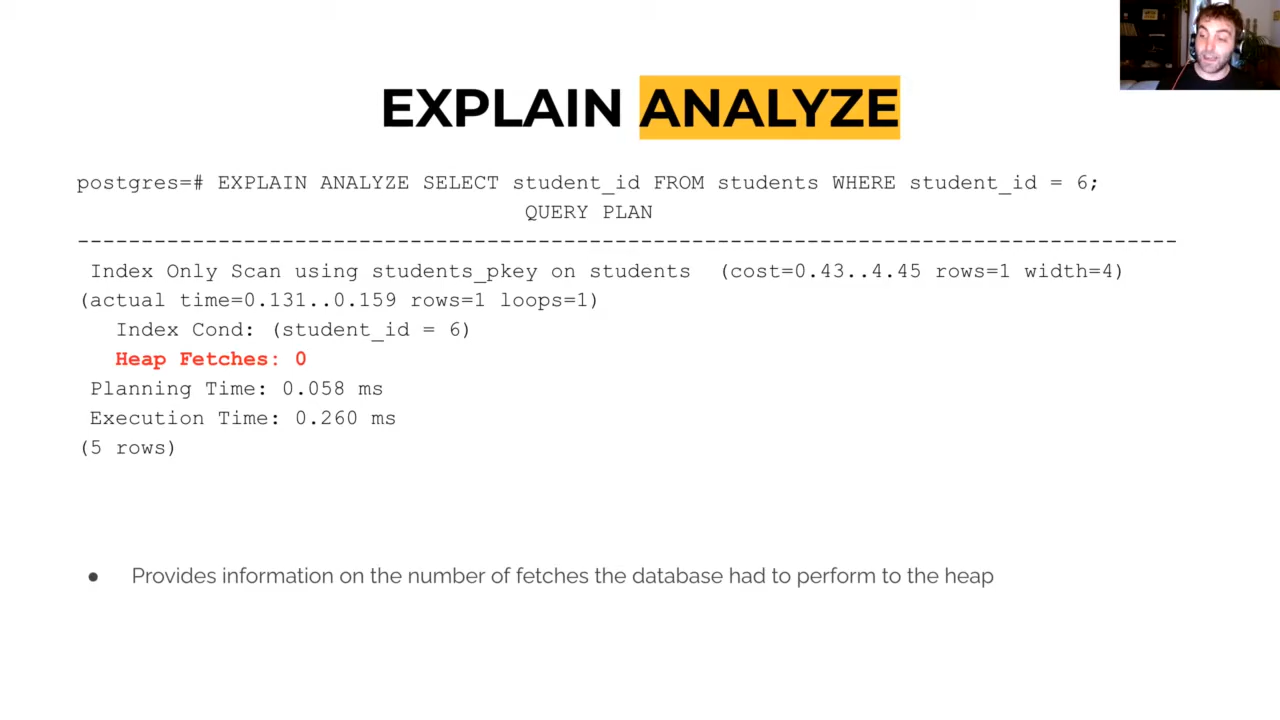 EXPLAIN ANALYZE
postgres=# EXPLAIN ANALYZE SELECT student_id FROM students WHERE student_id = 6;
QUERY PLAN
--------------------------------------------------------------------------------------
Index Only Scan using students_pkey on students (cost=0.43..4.45 rows=1 width=4)
(actual time=0.131..0.159 rows=1 loops=1)
Index Cond: (student_id = 6)
Heap Fetches: 0
Planning Time: 0.058 ms
Execution Time: 0.260 ms
(5 rows)
● Provides information on the number of fetches the database had to perform to the heap